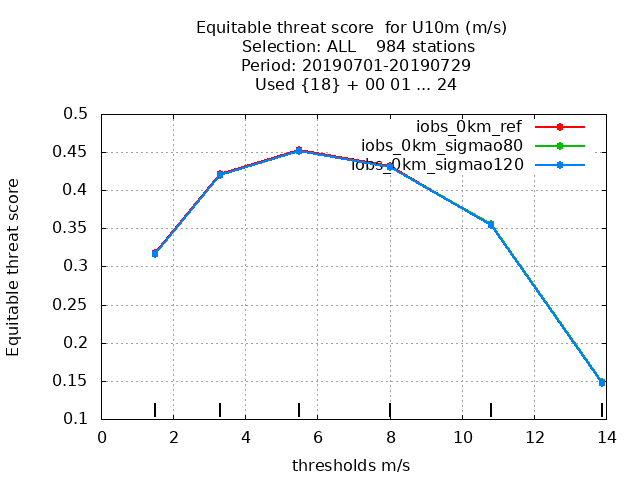 Equitable threat score  for U10m (m/s)
Selection: ALL    984 stations
Period: 20190701-20190729
Used {18} + 00 01 ... 24
iobs_0km_ref
iobs_0km_sigmao80
iobs_0km_sigmao120
Equitable threat score
0.5
0.45
0.4
0.35
0.3
0.25
0.2
0.15
0.1
0 2 4 6 8 10 12 14
thresholds m/s